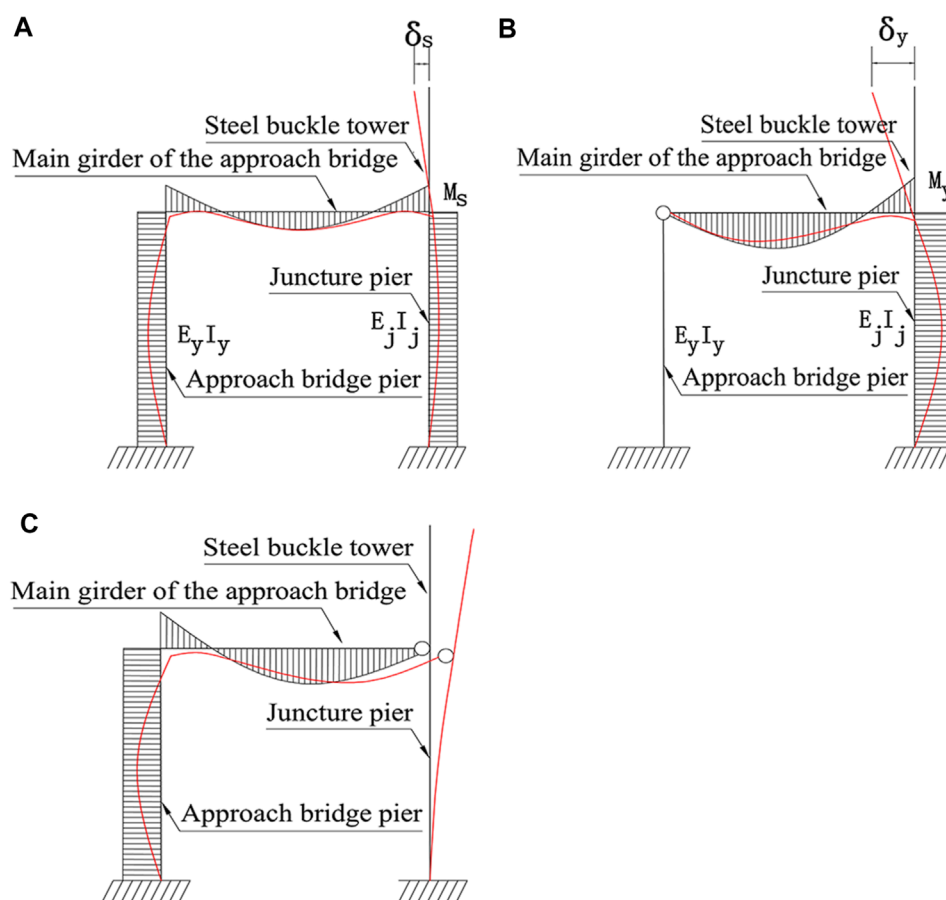 A
δs
Steel buckle tower
Main girder of the approach bridge
Ms
Juncture pier
EyIy
EjIj
Approach bridge pier
B
δy
Steel buckle tower
Main girder of the approach bridge
My
Juncture pier
EyIy
EjIj
Approach bridge pier
C
Steel buckle tower
Main girder of the approach bridge
Juncture pier
Approach bridge pier